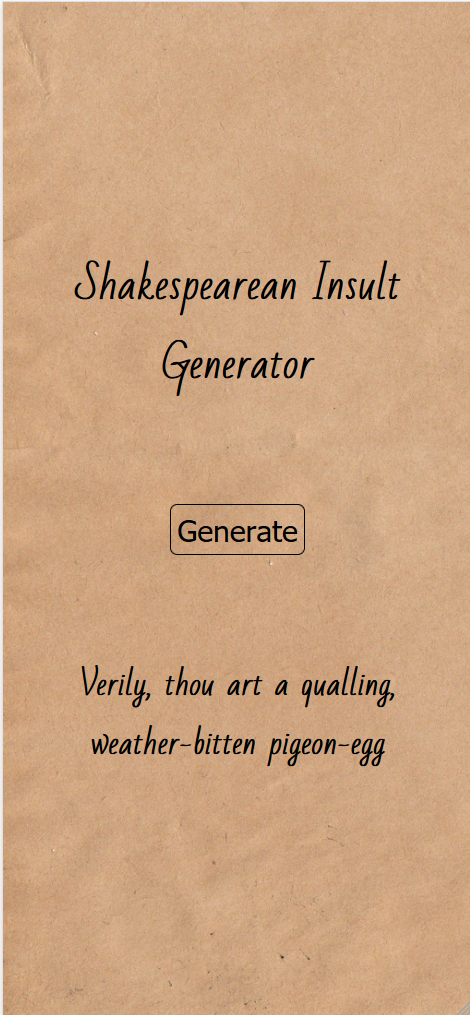 Shakespearean Insult
Generator
Generate
Verily, thou art a qualling,
weather-bitten pigeon-egg